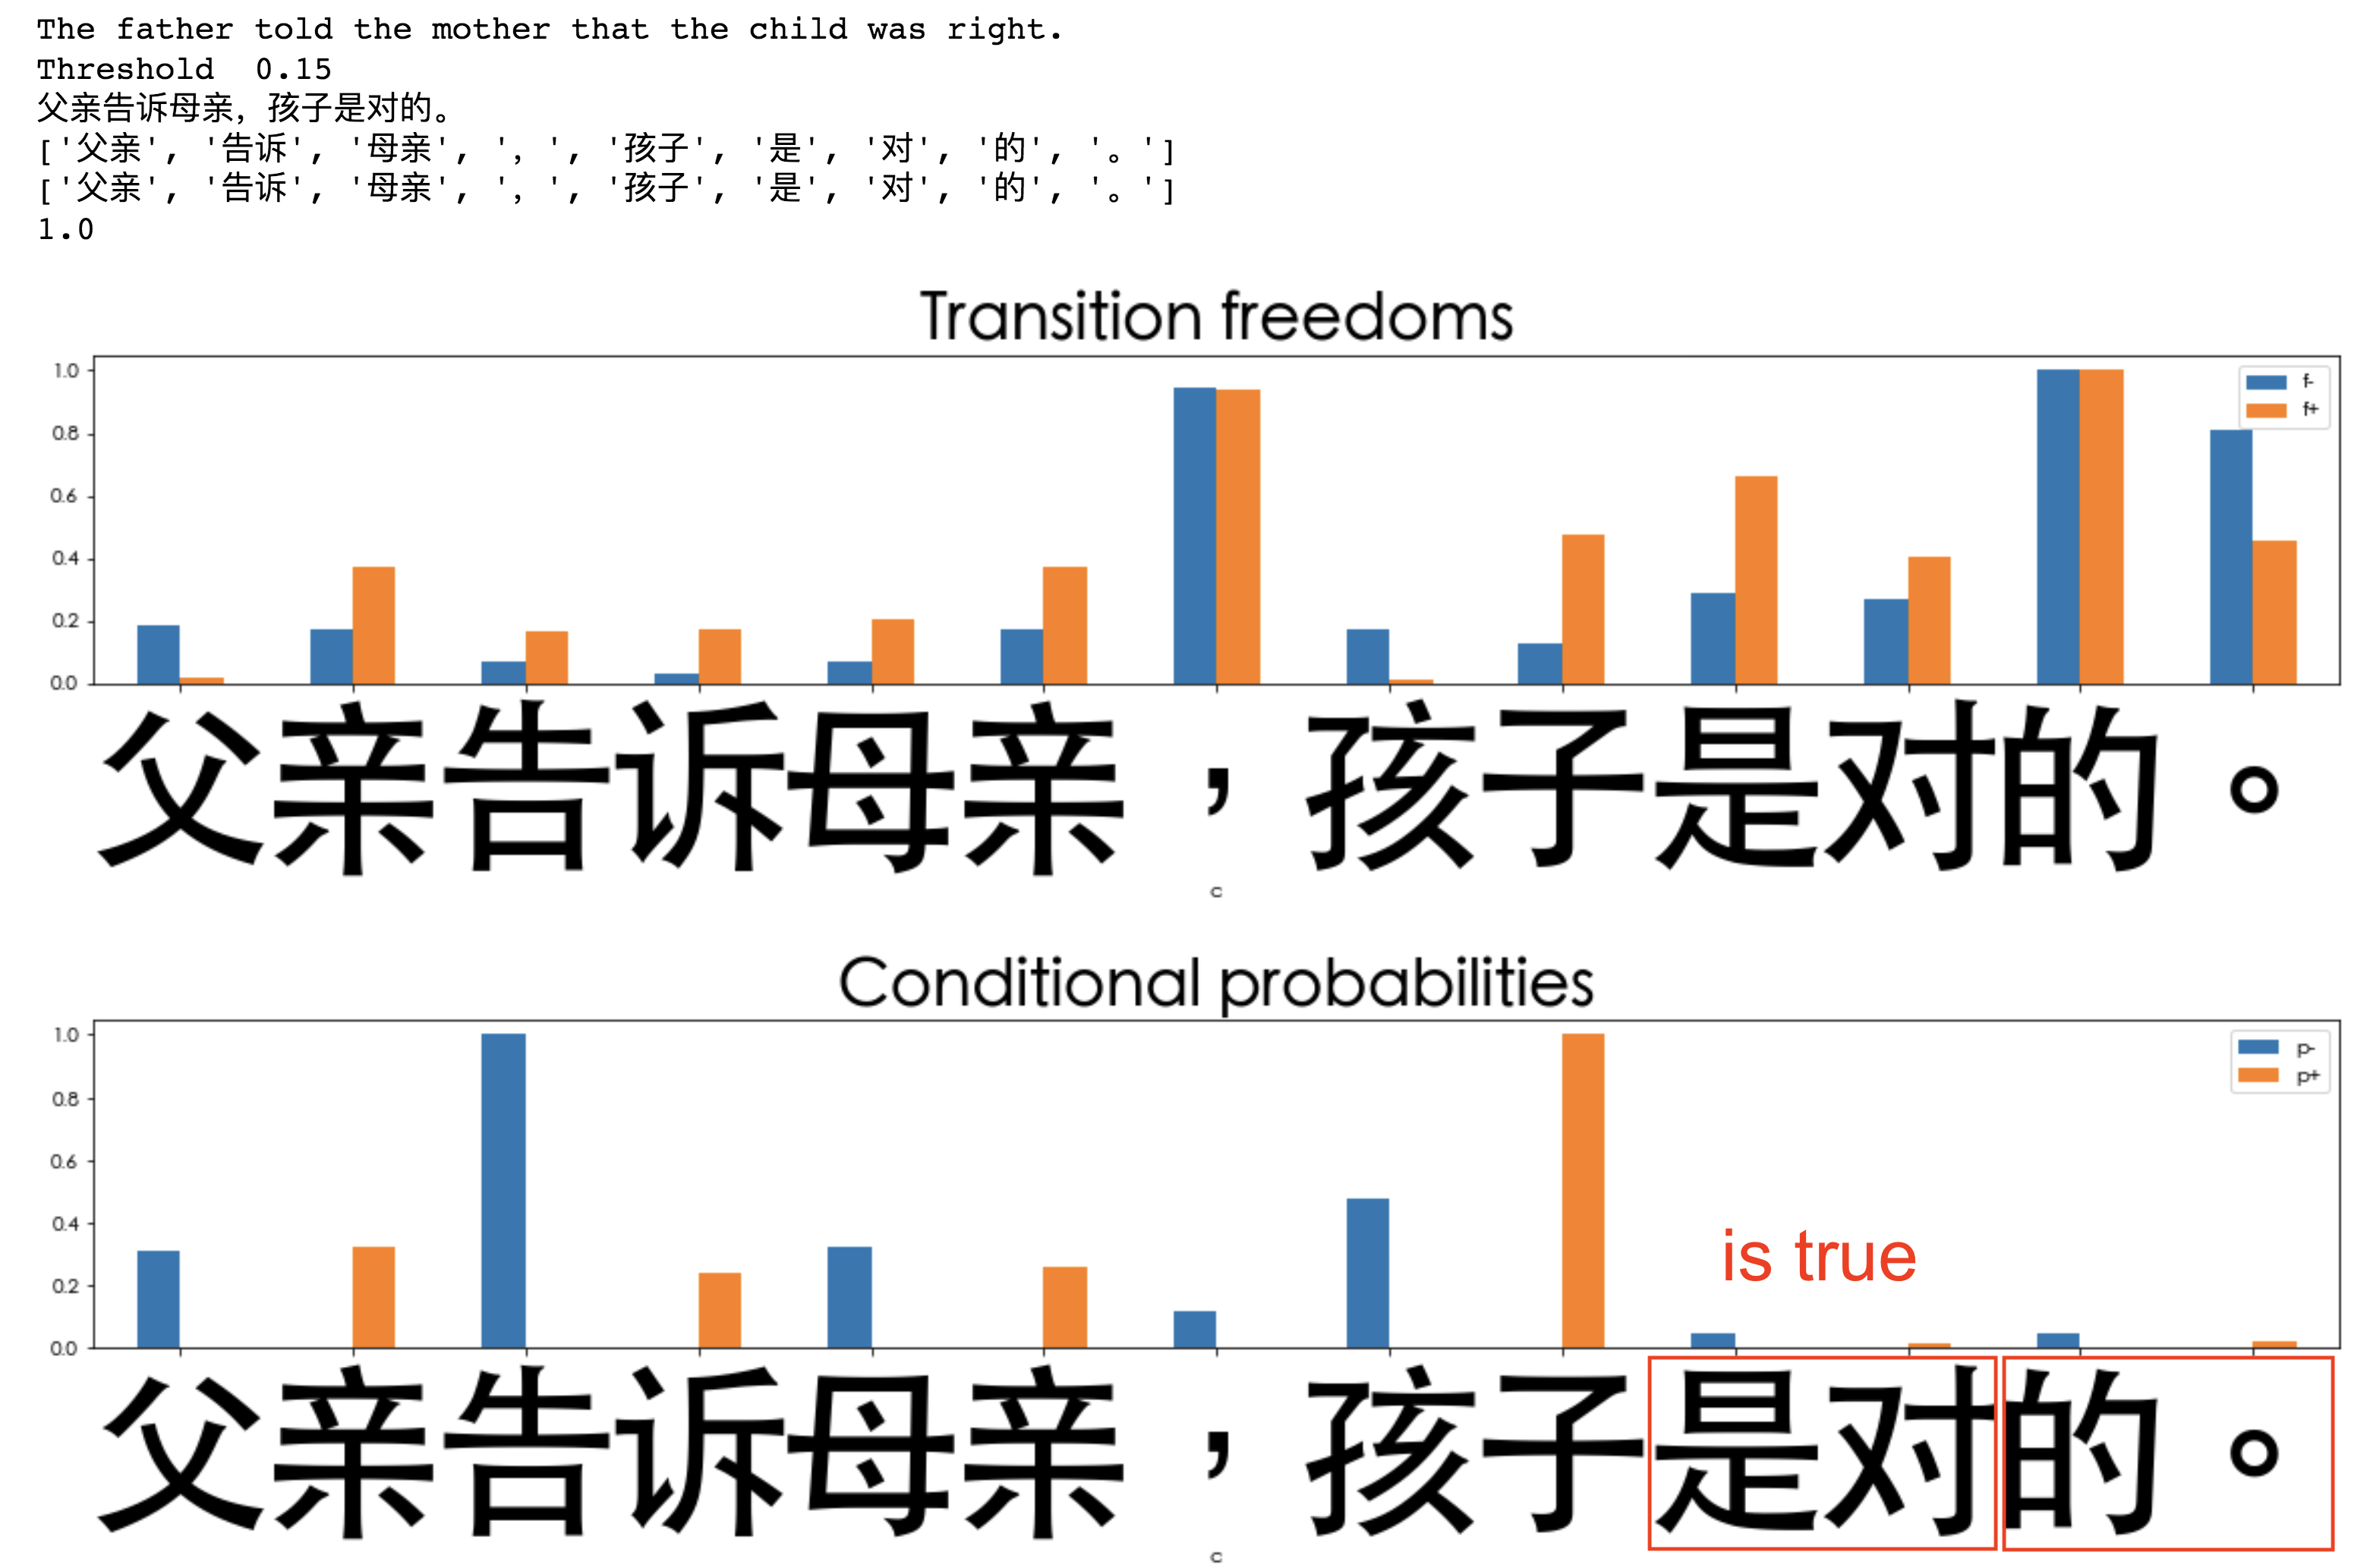 The father told the mother that the child was right.
Threshold  0.15
父亲告诉母亲，孩子是对的。
['父亲', '告诉', '母亲', '，', '孩子', '是', '对', '的', '。']
['父亲', '告诉', '母亲', '，', '孩子', '是', '对', '的', '。']
1.0
Transition freedoms
1.0
0.8
0.6
0.4
0.2
0.0
f-
f+
父亲告诉母亲，孩子是对的。
c
Conditional probabilities
1.0
0.8
0.6
0.4
0.2
0.0
p-
p+
is true
父亲告诉母亲，孩子是对的。
c